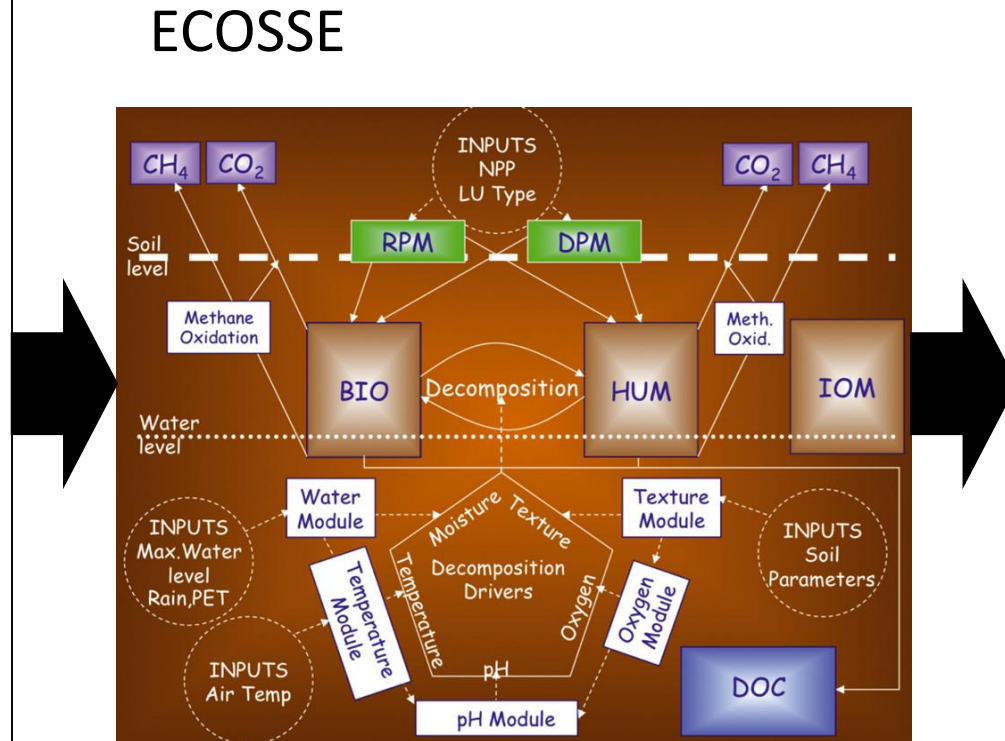 ECOSSE
CH₄
CO₂
INPUTS
NPP
LU Type
CO₂
CH₄
RPM
DPM
Soil
level
Methane
Oxidation
Meth.
Oxid.
BIO
Decomposition
HUM
IOM
Water
level
Water
Module
Texture
Module
INPUTS
Max.Water
level
Rain,PET
Moisture
Texture
INPUTS
Soil
Parameters
Temperature
Module
Temperature
Decomposition
Drivers
Oxygen
Oxygen
Module
INPUTS
Air Temp
pH
DOC
pH Module